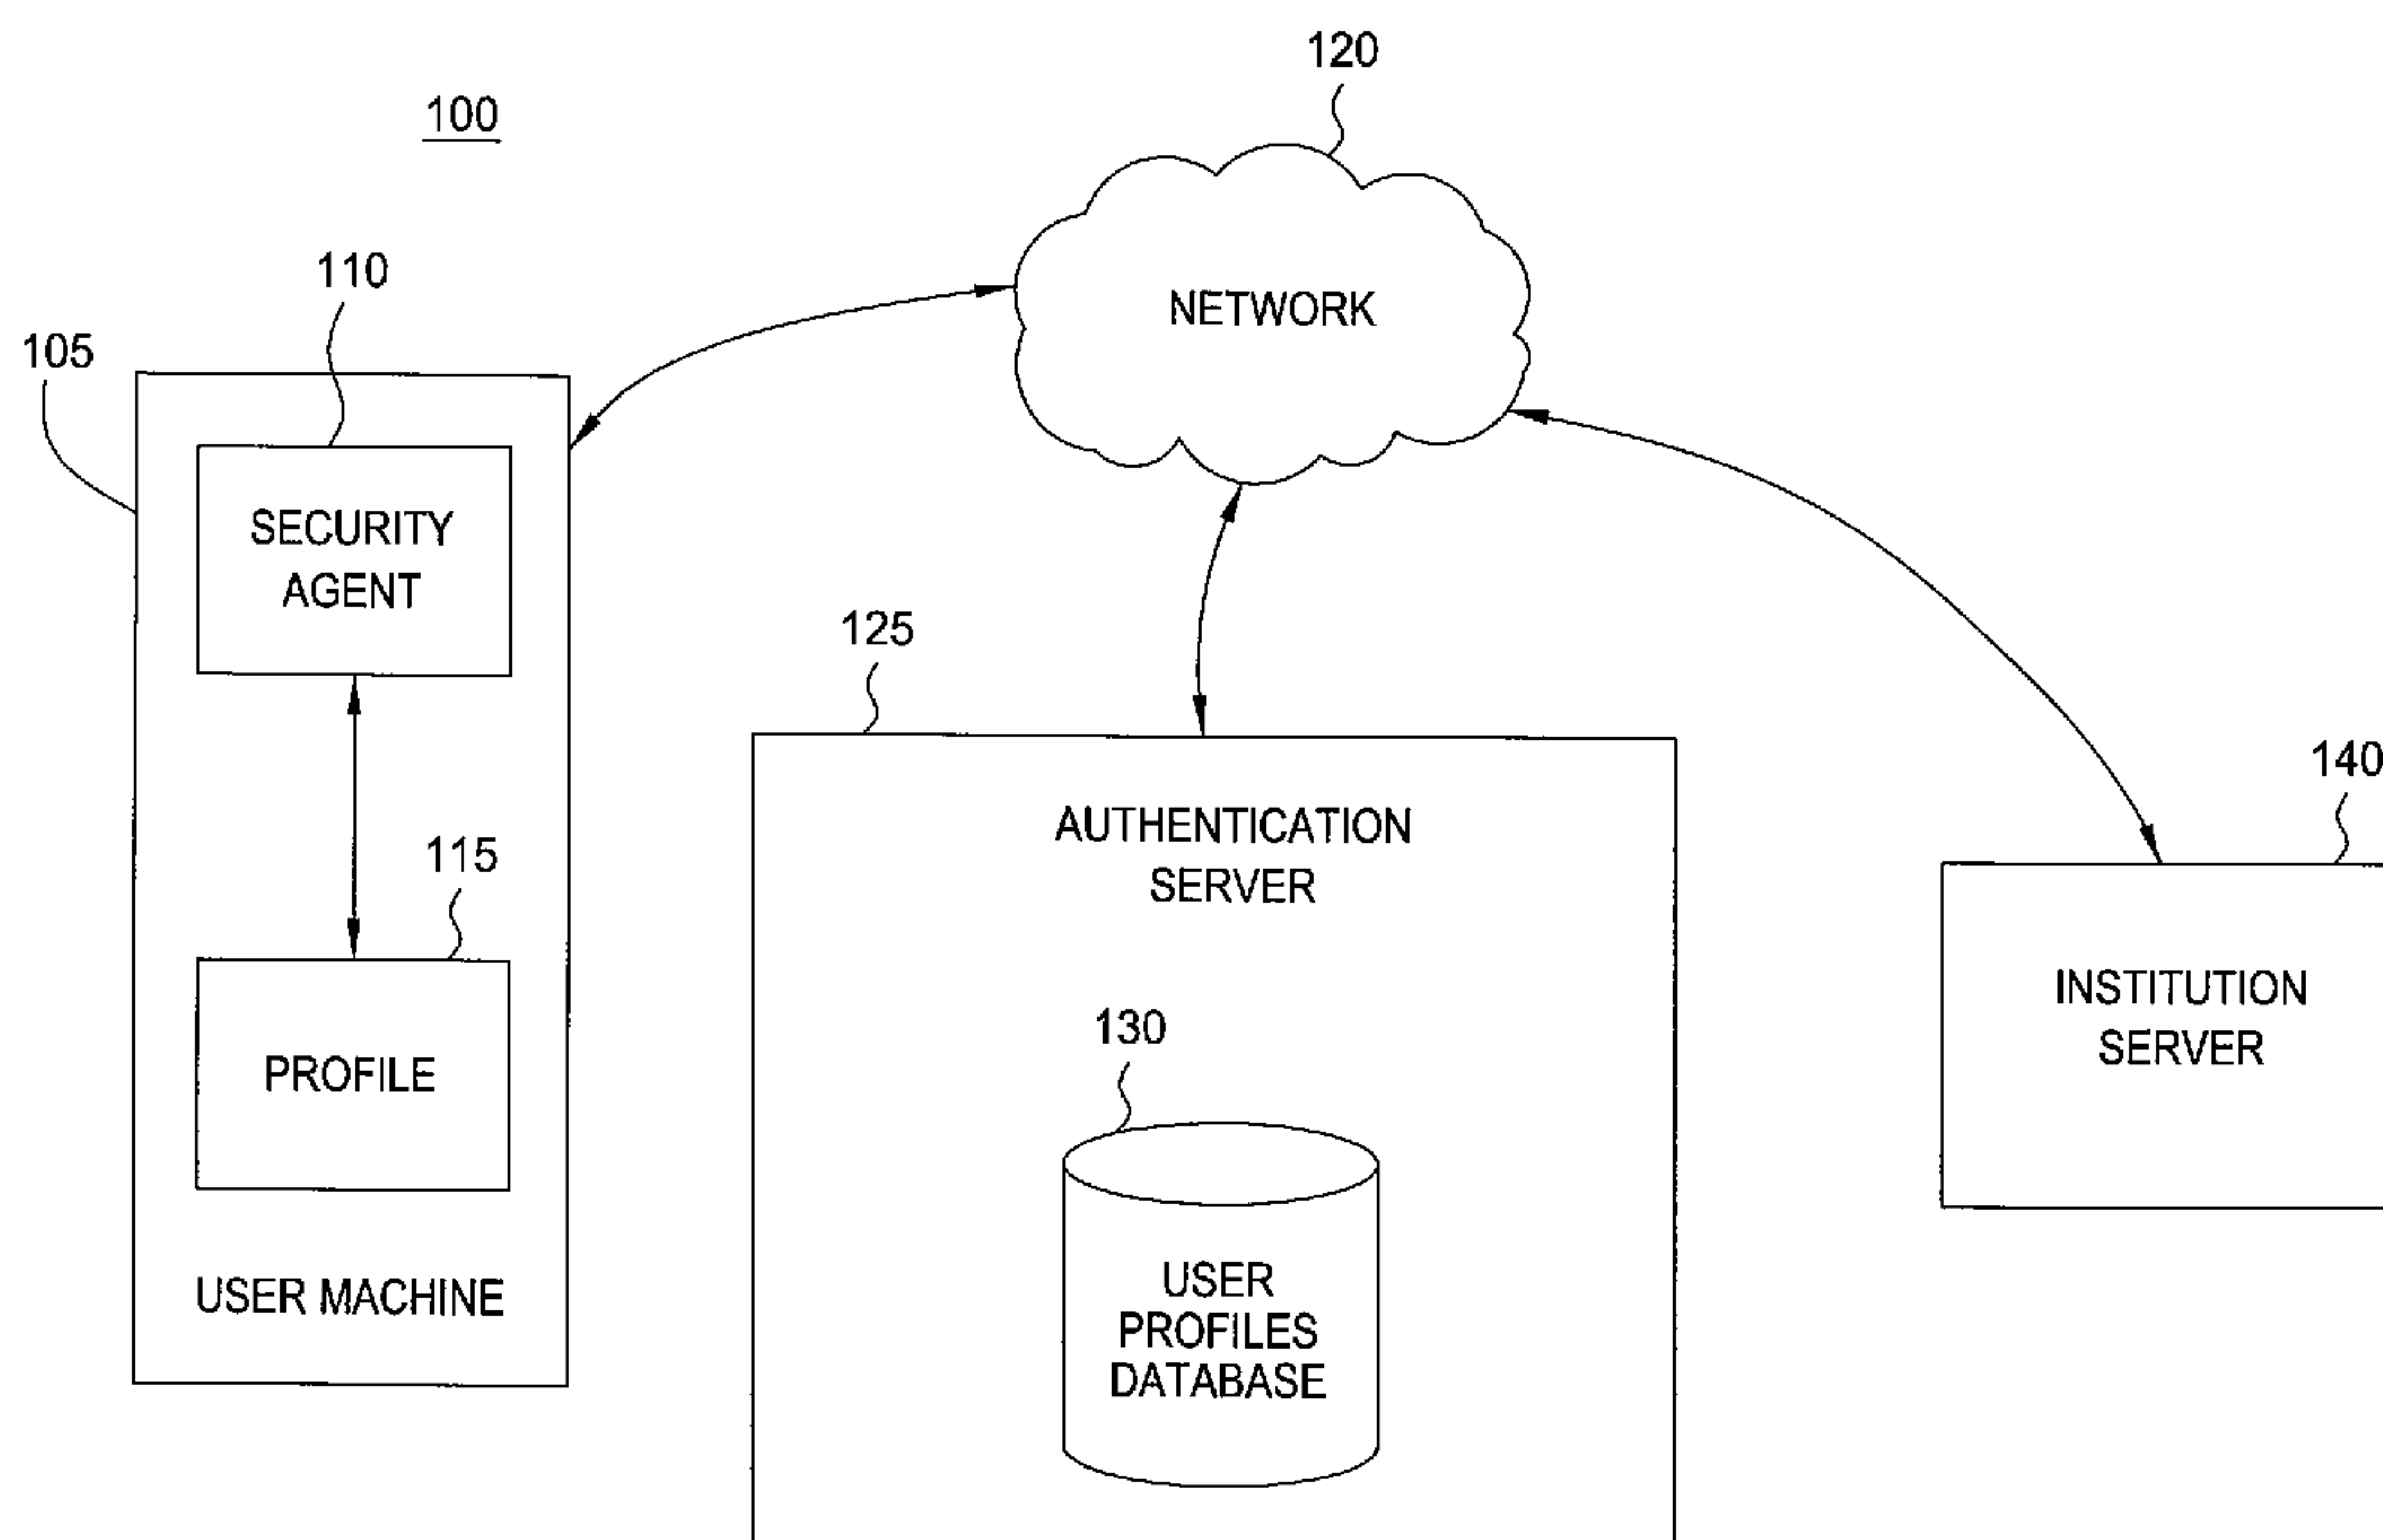 120
100
110
NETWORK
105
SECURITY
AGENT
125
140
AUTHENTICATION
SERVER
115
INSTITUTION
SERVER
130
PROFILE
USER
PROFILES
DATABASE
USER MACHINE